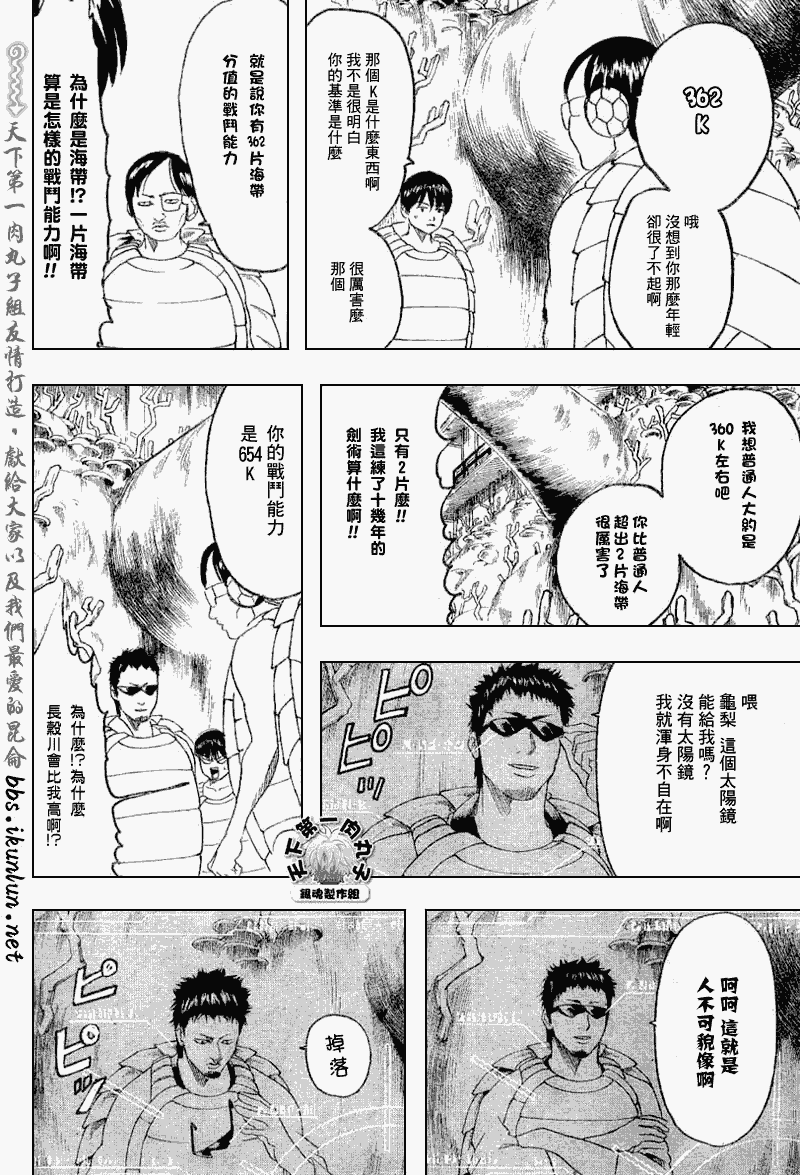 362
K
哦
沒想到你那麼年輕
卻很了不起啊
那個K是什麼東西啊
我不是很明白
你的基準是什麼
很厲害麼
那個
就是說你有362片海帶
分值的戰鬥能力
為什麼是海帶!? 一片海帶
算是怎樣的戰鬥能力啊!!
我想普通人大約是
360K左右吧
你比普通人
超出2片海帶
很厲害了
只有2片麼!!
我這練了十幾年的
劍術算什麼啊!!
你的戰鬥能力
是654
K
為什麼!? 為什麼
長穀川會比我高啊!?
喂
龜梨 這個太陽鏡
能給我嗎?
沒有太陽鏡
我就渾身不自在啊
ピピッ
呵呵 這就是
人不可貌像啊
掉落
ピピ
天下第一肉丸子
銀魂製作組
天下第一肉丸子組友情打造，獻給大家以及我們最愛的昆侖 bbs.ikunlun.net